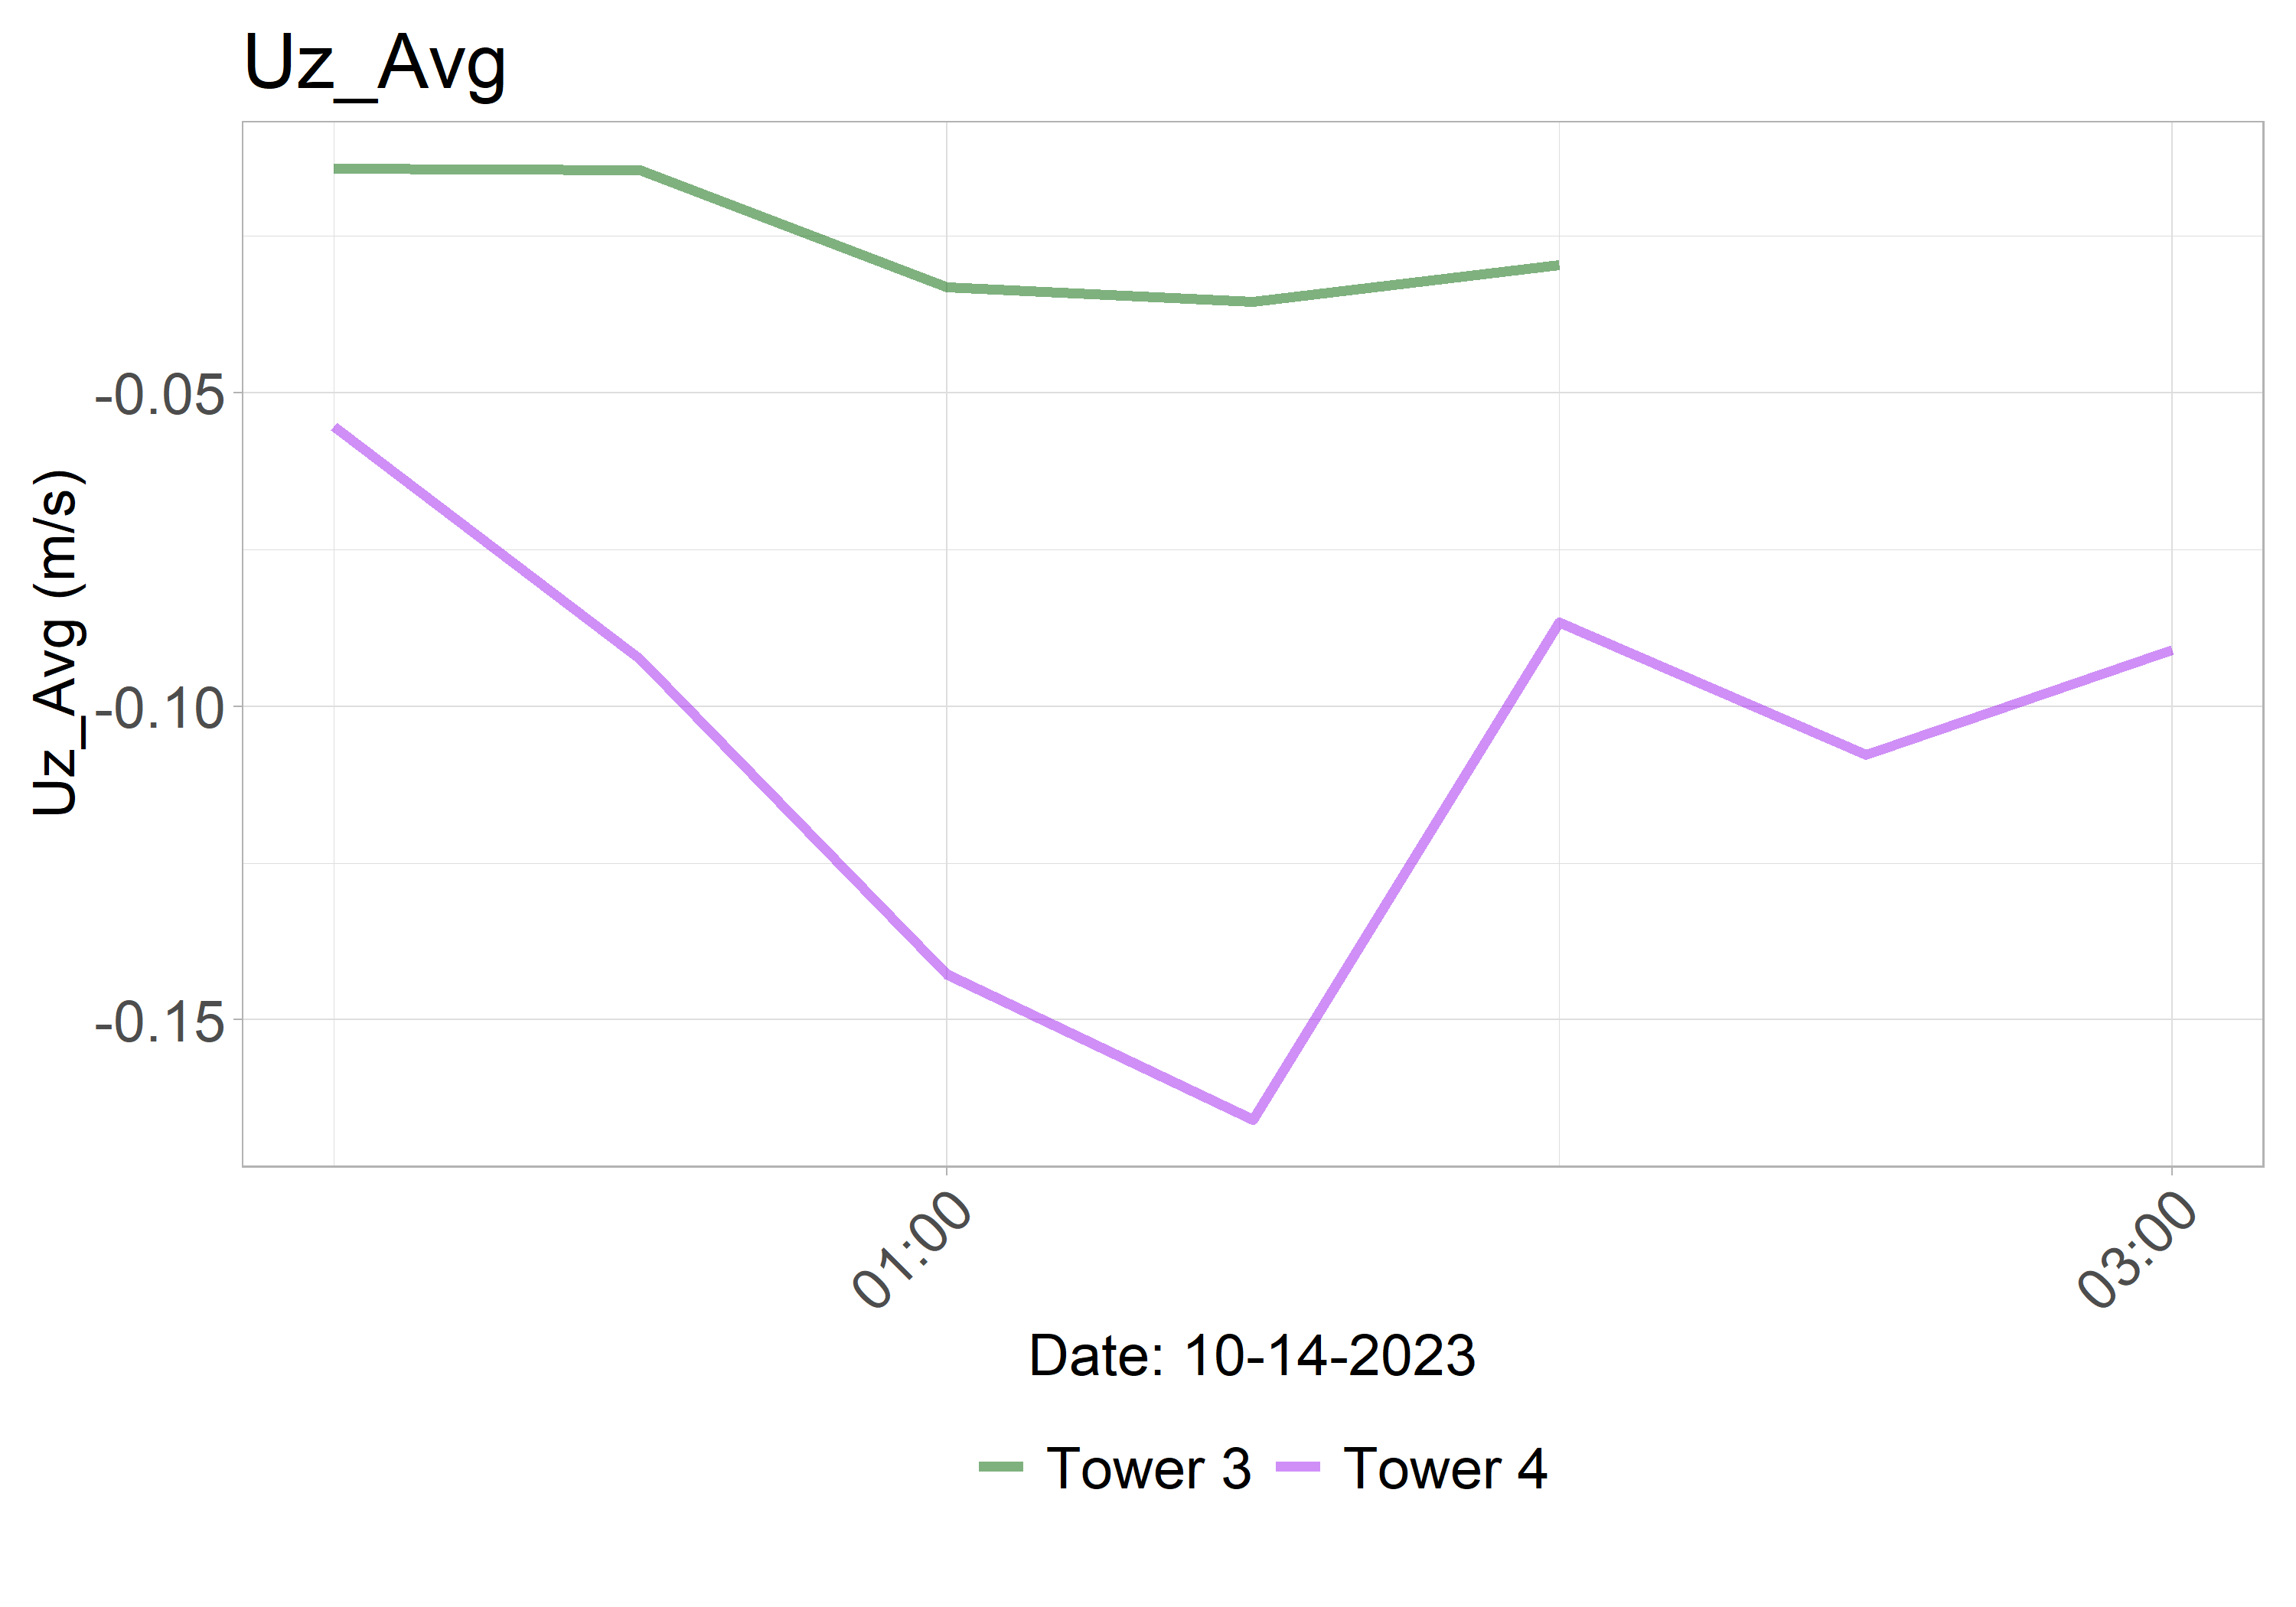 Uz_Avg
Uz_Avg (m/s)
-0.05
-0.10
-0.15
01:00
03:00
Date: 10-14-2023
Tower 3 Tower 4